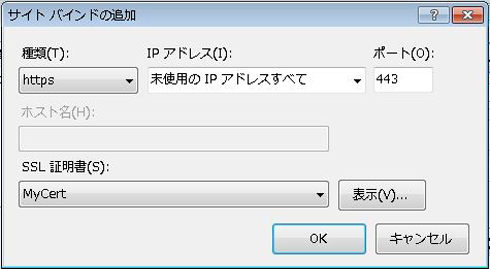 サイト バインドの追加
種類(T): IP アドレス(I): ポート(O):
https 未使用の IP アドレスすべて 443
ホスト名(H):
SSL 証明書(S):
MyCert 表示(V)...
OK キャンセル